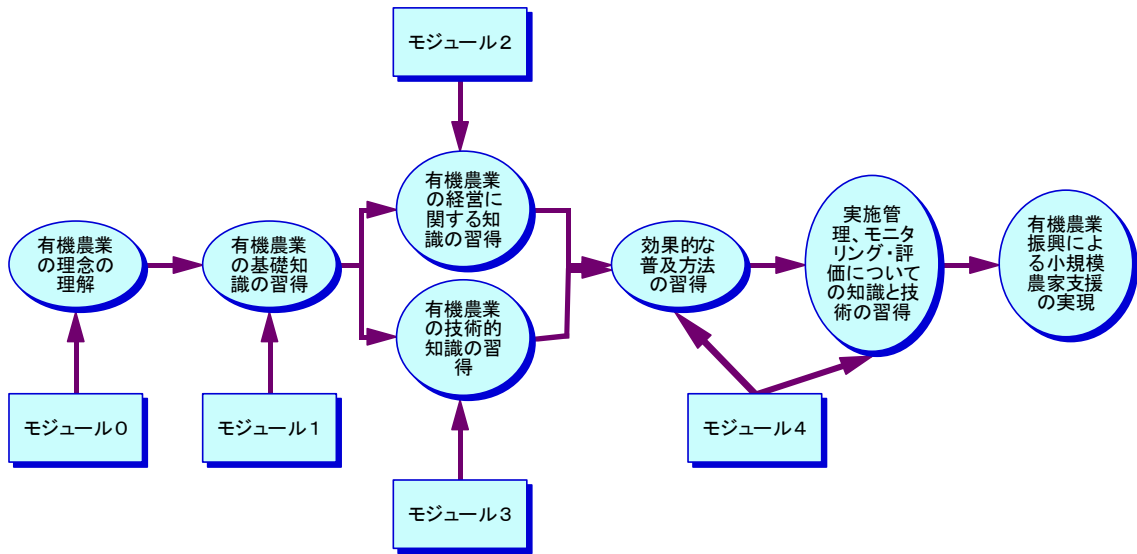 モジュール２
有機農業
の経営に
関する知
識の習得
有機農業
の理念の
理解
有機農業
の基礎知
識の習得
有機農業
の技術的
知識の習
得
効果的な
普及方法
の習得
実施管
理、モニタ
リング・評
価について
の知識と技
術の習得
有機農業
振興によ
る小規模
農家支援
の実現
モジュール０
モジュール１
モジュール３
モジュール４